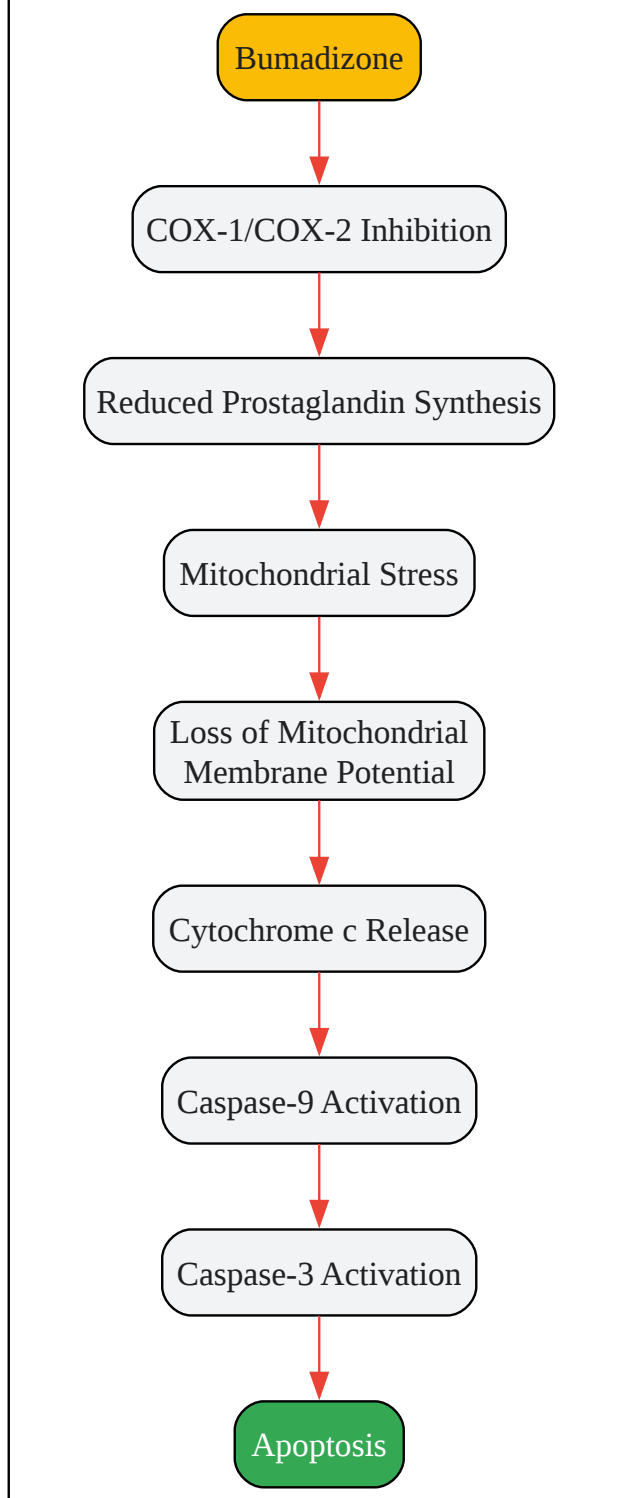 Bumadizone
COX-1/COX-2 Inhibition
Reduced Prostaglandin Synthesis
Mitochondrial Stress
Loss of Mitochondrial
Membrane Potential
Cytochrome c Release
Caspase-9 Activation
Caspase-3 Activation
Apoptosis